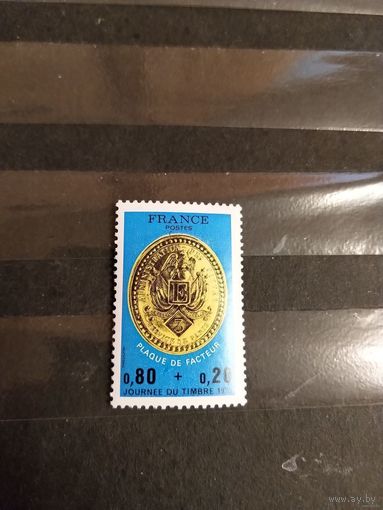 FRANCE
POSTES
PLAQUE DE FACTEUR
0,80 + 0,20
JOURNEE DU TIMBRE
www.ay.by